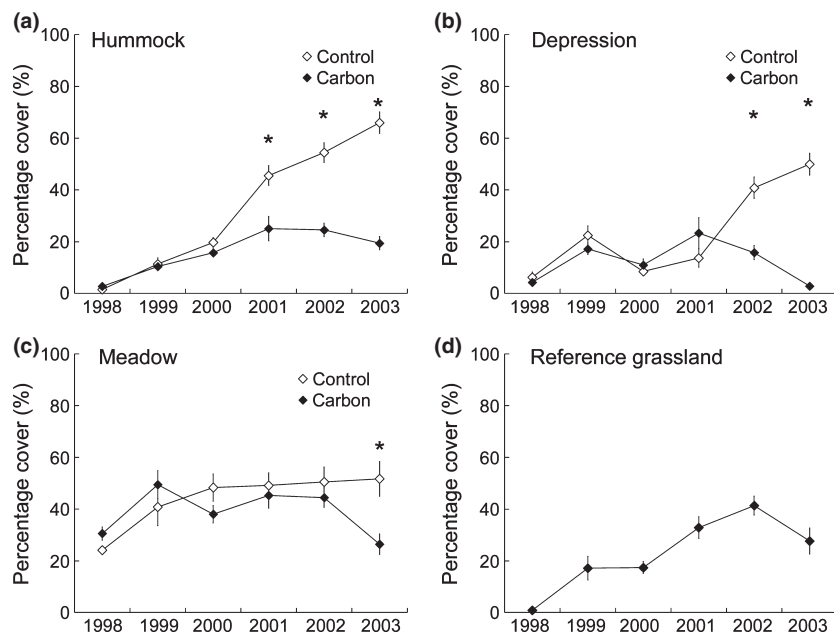 (a)
Hummock
Control
Carbon
Percentage cover (%)
100
80
60
40
20
0
*
*
*
1998 1999 2000 2001 2002 2003
(b)
Depression
Control
Carbon
Percentage cover (%)
100
80
60
40
20
0
*
*
1998 1999 2000 2001 2002 2003
(c)
Meadow
Control
Carbon
Percentage cover (%)
100
80
60
40
20
0
*
1998 1999 2000 2001 2002 2003
(d)
Reference grassland
Percentage cover (%)
100
80
60
40
20
0
1998 1999 2000 2001 2002 2003